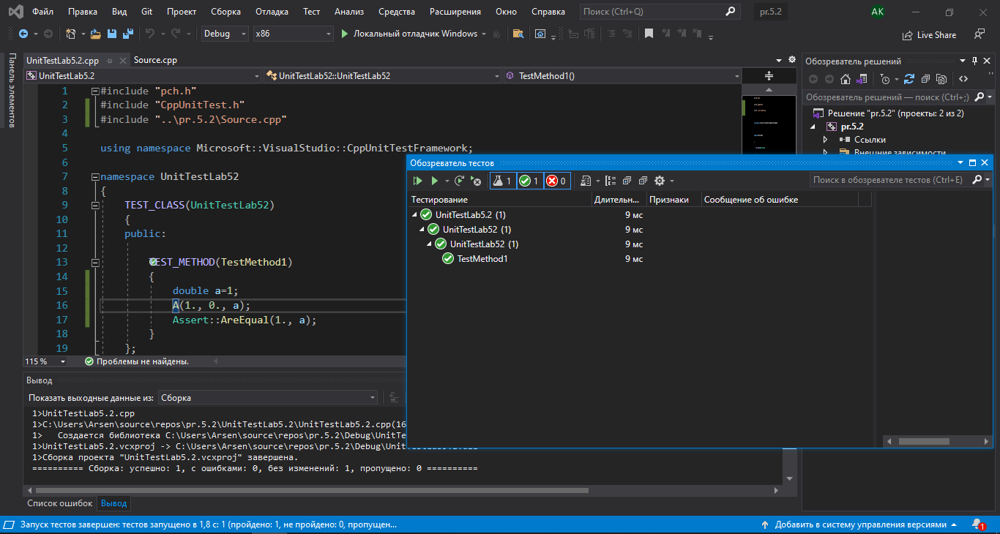 Файл Правка Вид Git Проект Сборка Отладка Тест Анализ Средства Расширения Окно Справка Поиск (Ctrl+Q) pr.5.2 AK
Debug x86 Локальный отладчик Windows Live Share
Панель элементов
UnitTestLab5.2.cpp Source.cpp
UnitTestLab5.2 UnitTestLab52::UnitTestLab52 TestMethod1()
1 #include "pch.h"
2 #include "CppUnitTest.h"
3 #include "..\pr.5.2\Source.cpp"
4
5 using namespace Microsoft::VisualStudio::CppUnitTestFramework;
6
7 namespace UnitTestLab52
8 {
9 TEST_CLASS(UnitTestLab52)
10 {
11 public:
12
13 TEST_METHOD(TestMethod1)
14 {
15 double a=1;
16 A(1., 0., a);
17 Assert::AreEqual(1., a);
18 }
19 };
115 % Проблемы не найдены.
Обозреватель решений
Обозреватель решений — поиск (Ctrl+;)
Решение "pr.5.2" (проекты: 2 из 2)
pr.5.2
Ссылки
Внешние зависимости
Обозреватель тестов
1 1 0 Поиск в обозревателе тестов (Ctrl+E)
Тестирование Длительн... Признаки Сообщение об ошибке
UnitTestLab5.2 (1) 9 мс
UnitTestLab52 (1) 9 мс
UnitTestLab52 (1) 9 мс
TestMethod1 9 мс
Вывод
Показать выходные данные из: Сборка
1>UnitTestLab5.2.cpp
1>C:\Users\Arsen\source\repos\pr.5.2\UnitTestLab5.2\UnitTestLab5.2.cpp(16
1> Создается библиотека C:\Users\Arsen\source\repos\pr.5.2\Debug\UnitTe
1>UnitTestLab5.2.vcxproj -> C:\Users\Arsen\source\repos\pr.5.2\Debug\
1>Сборка проекта "UnitTestLab5.2.vcxproj" завершена.
========== Сборка: успешно: 1, с ошибками: 0, без изменений: 1, пропущено: 0 ==========
Список ошибок Вывод
Запуск тестов завершен: тестов запущено в 1,8 с: 1 (пройдено: 1, не пройдено: 0, пропущен... Добавить в систему управления версиями 1